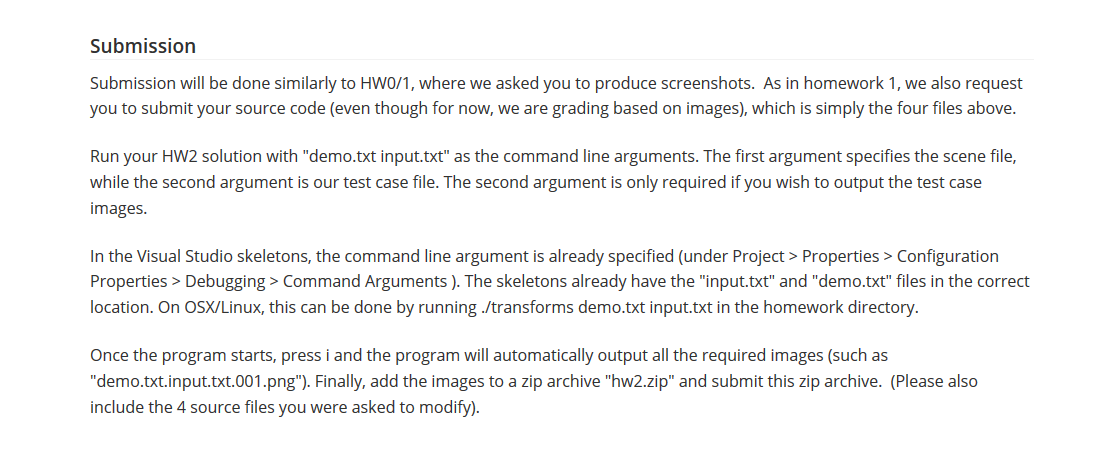 Submission
Submission will be done similarly to HW0/1, where we asked you to produce screenshots.  As in homework 1, we also request
you to submit your source code (even though for now, we are grading based on images), which is simply the four files above.
Run your HW2 solution with "demo.txt input.txt" as the command line arguments. The first argument specifies the scene file,
while the second argument is our test case file. The second argument is only required if you wish to output the test case
images.
In the Visual Studio skeletons, the command line argument is already specified (under Project > Properties > Configuration
Properties > Debugging > Command Arguments ). The skeletons already have the "input.txt" and "demo.txt" files in the correct
location. On OSX/Linux, this can be done by running ./transforms demo.txt input.txt in the homework directory.
Once the program starts, press i and the program will automatically output all the required images (such as
"demo.txt.input.txt.001.png"). Finally, add the images to a zip archive "hw2.zip" and submit this zip archive.  (Please also
include the 4 source files you were asked to modify).